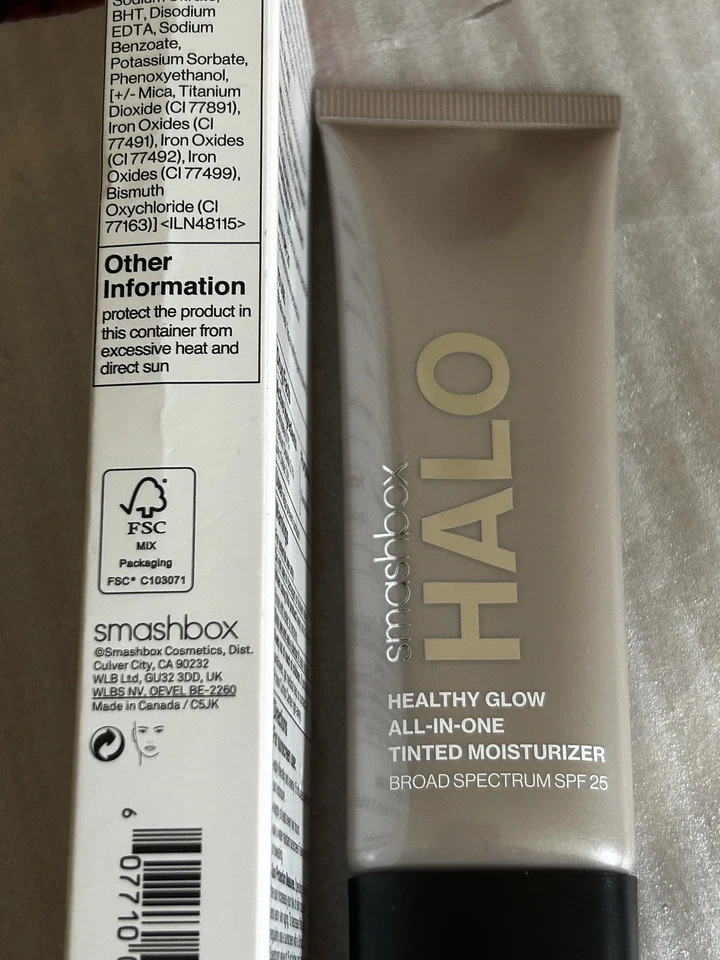 BHT, Disodium
EDTA, Sodium
Benzoate,
Potassium Sorbate,
Phenoxyethanol,
[+/- Mica, Titanium
Dioxide (CI 77891),
Iron Oxides (CI
77491), Iron Oxides
(CI 77492), Iron
Oxides (CI 77499),
Bismuth
Oxychloride (CI
77163)] <ILN48115>
Other
Information
protect the product in
this container from
excessive heat and
direct sun
FSC
MIX
Packaging
FSC® C103071
smashbox
©Smashbox Cosmetics, Dist.
Culver City, CA 90232
WLB Ltd, GU32 3DD, UK
WLBS NV, OEVEL BE-2260
Made in Canada / C5JK
6
07710
smashbox
HALO
HEALTHY GLOW
ALL-IN-ONE
TINTED MOISTURIZER
BROAD SPECTRUM SPF 25